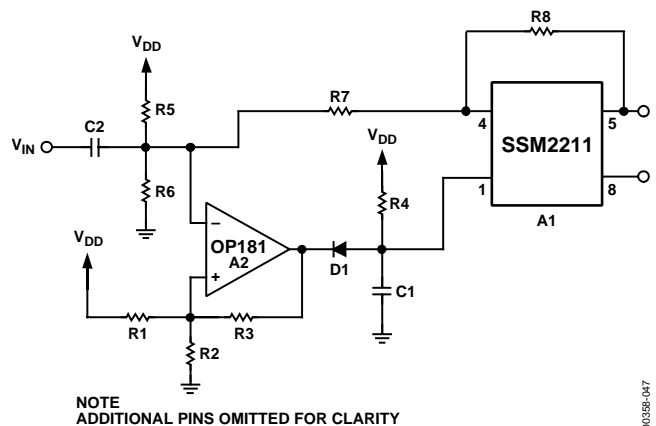 R8
VDD
R5
R7
4
5
C2
VDD
SSM2211
VIN
R6
R4
1
8
−
A1
VDD
OP181
A2
D1
+
C1
R1
R3
R2
NOTE
ADDITIONAL PINS OMITTED FOR CLARITY
00358-047